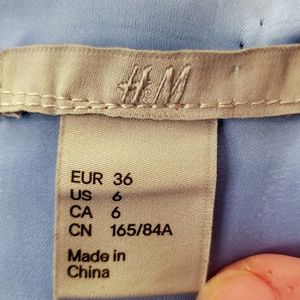 H&M
EUR 36
US 6
CA 6
CN 165/84A
Made in
China